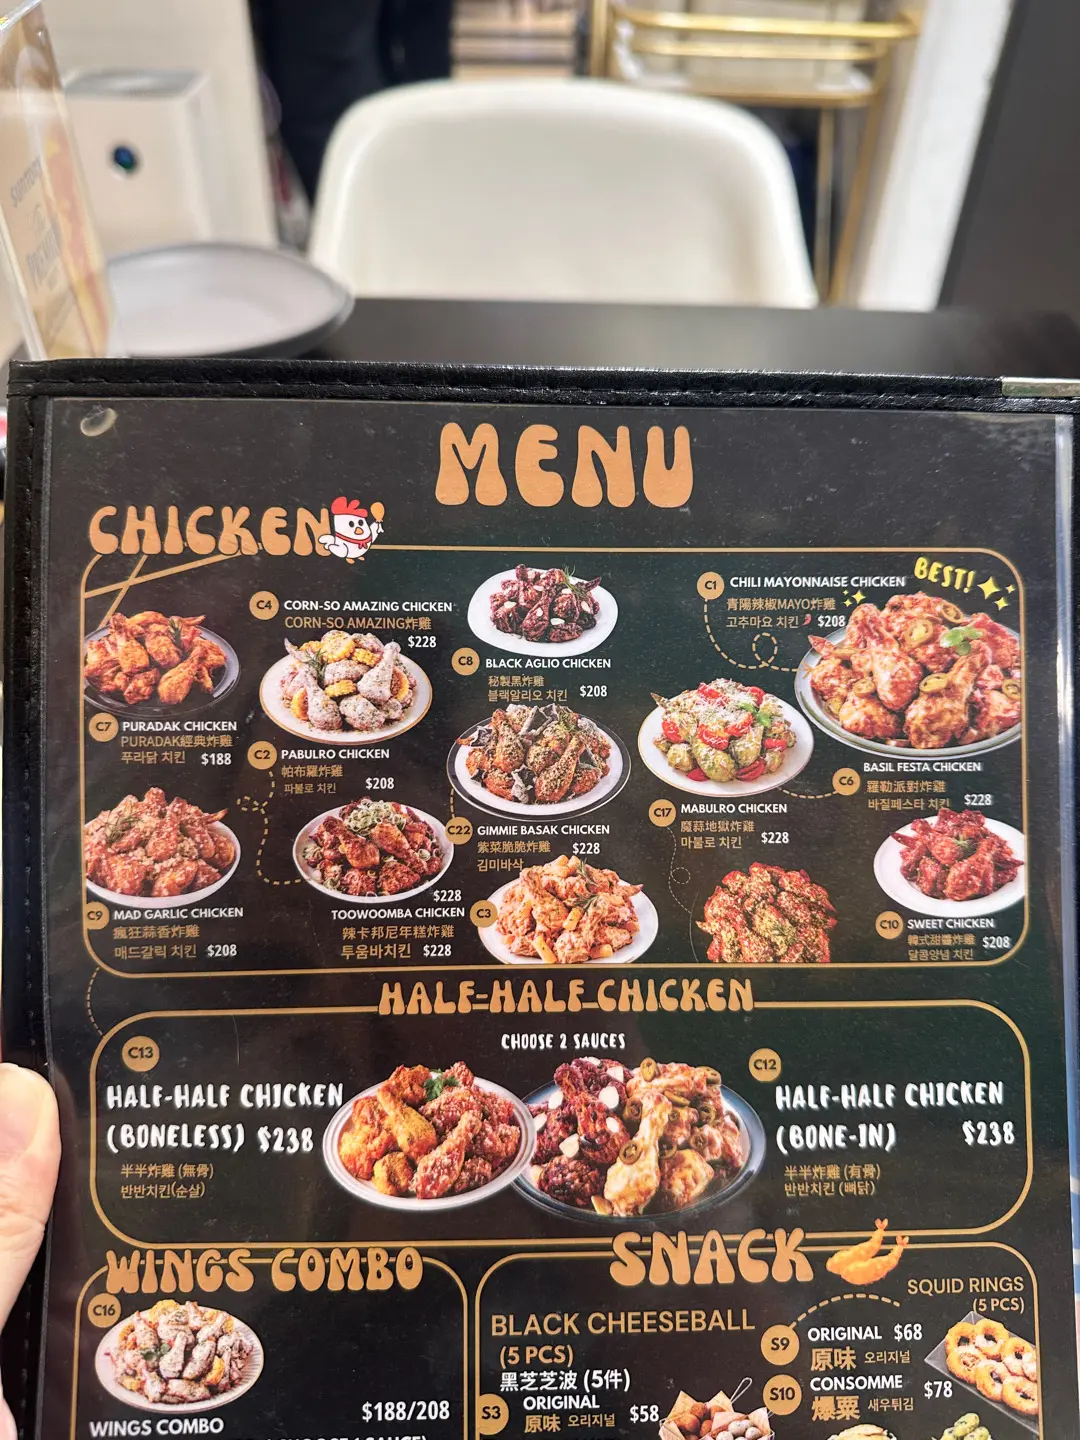 MENU
CHICKEN
C4 CORN-SO AMAZING CHICKEN
CORN-SO AMAZING炸雞
$228
C8 BLACK AGLIO CHICKEN
秘製黑炸雞
블랙알리오 치킨 $208
C1 CHILI MAYONNAISE CHICKEN
BEST!
青陽辣椒MAYO炸雞
고추마요 치킨 $208
C7 PURADAK CHICKEN
PURADAK經典炸雞
푸라닭 치킨 $188
C2 PABULRO CHICKEN
帕布羅炸雞
파불로 치킨 $208
C22 GIMMIE BASAK CHICKEN
紫菜脆脆炸雞
김미바삭 $228
C17 MABULRO CHICKEN
魔蒜地獄炸雞
마불로 치킨 $228
C6 BASIL FESTA CHICKEN
羅勒派對炸雞
바질페스타 치킨 $228
C9 MAD GARLIC CHICKEN
瘋狂蒜香炸雞
매드갈릭 치킨 $208
$228
TOOWOOMBA CHICKEN C3
辣卡邦尼年糕炸雞
투움바치킨 $228
C10 SWEET CHICKEN
韓式甜醬炸雞
달콤양념 치킨 $208
HALF-HALF CHICKEN
CHOOSE 2 SAUCES
C13
HALF-HALF CHICKEN
(BONELESS) $238
半半炸雞 (無骨)
반반치킨(순살)
C12
HALF-HALF CHICKEN
(BONE-IN) $238
半半炸雞 (有骨)
반반치킨 (뼈닭)
WINGS COMBO
C16
WINGS COMBO
$188/208
SNACK
BLACK CHEESEBALL
(5 PCS)
黑芝芝波 (5件)
S3 ORIGINAL
原味 오리지널 $58
SQUID RINGS
(5 PCS)
S9 ORIGINAL $68
原味 오리지널
S10 CONSOMME $78
爆粟 새우튀김